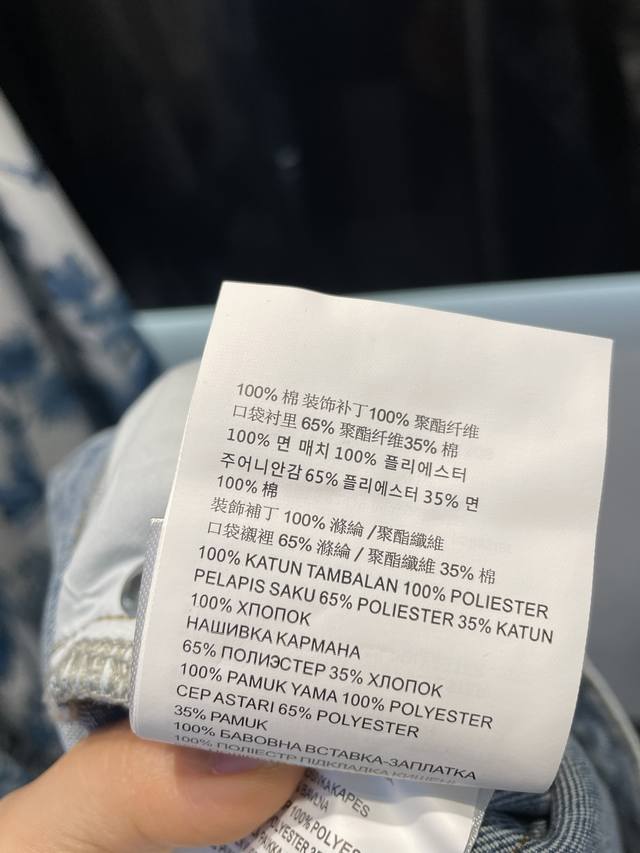 100% 棉 装饰补丁100% 聚酯纤维
口袋衬里 65% 聚酯纤维35% 棉
100% 면 매치 100% 폴리에스터
주어니안감 65% 폴리에스터 35% 면
100% 棉
裝飾補丁 100% 滌綸 /聚酯纖維
口袋襯裡 65% 滌綸 / 聚酯纖維 35% 棉
100% KATUN TAMBALAN 100% POLIESTER
PELAPIS SAKU 65% POLIESTER 35% KATUN
100% ХЛОПОК
НАШИВКА КАРМАНА
65% ПОЛИЭСТЕР 35% ХЛОПОК
100% PAMUK YAMA 100% POLYESTER
CEP ASTARI 65% POLYESTER
35% PAMUK
100% БАВОВНА ВСТАВКА-ЗАПЛАТКА
100% ПОЛІЕСТР ПІДКЛАДКА КИШЕНІ